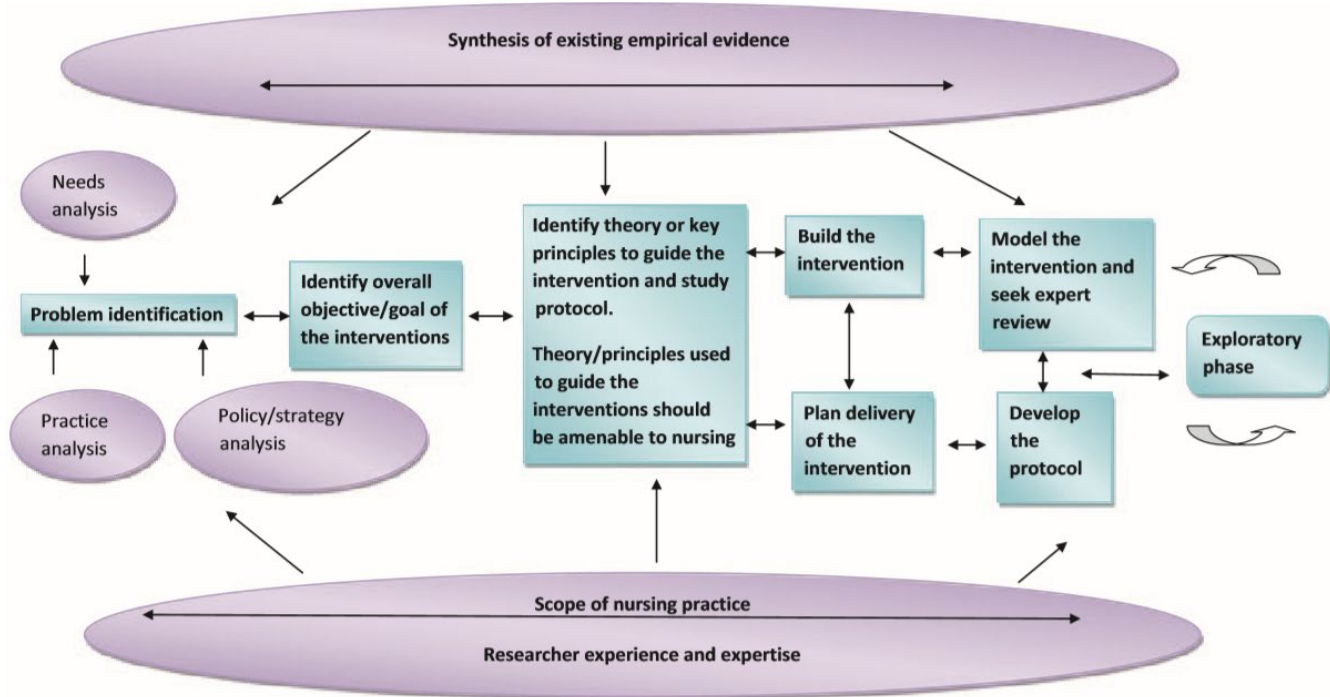 Synthesis of existing empirical evidence
Needs
analysis
Problem identification
Practice
analysis
Policy/strategy
analysis
Identify overall
objective/goal of
the interventions
Identify theory or key
principles to guide the
intervention and study
protocol.
Theory/principles used
to guide the
interventions should
be amenable to nursing
Build the
intervention
Plan delivery
of the
intervention
Model the
intervention and
seek expert
review
Develop
the
protocol
Exploratory
phase
Scope of nursing practice
Researcher experience and expertise